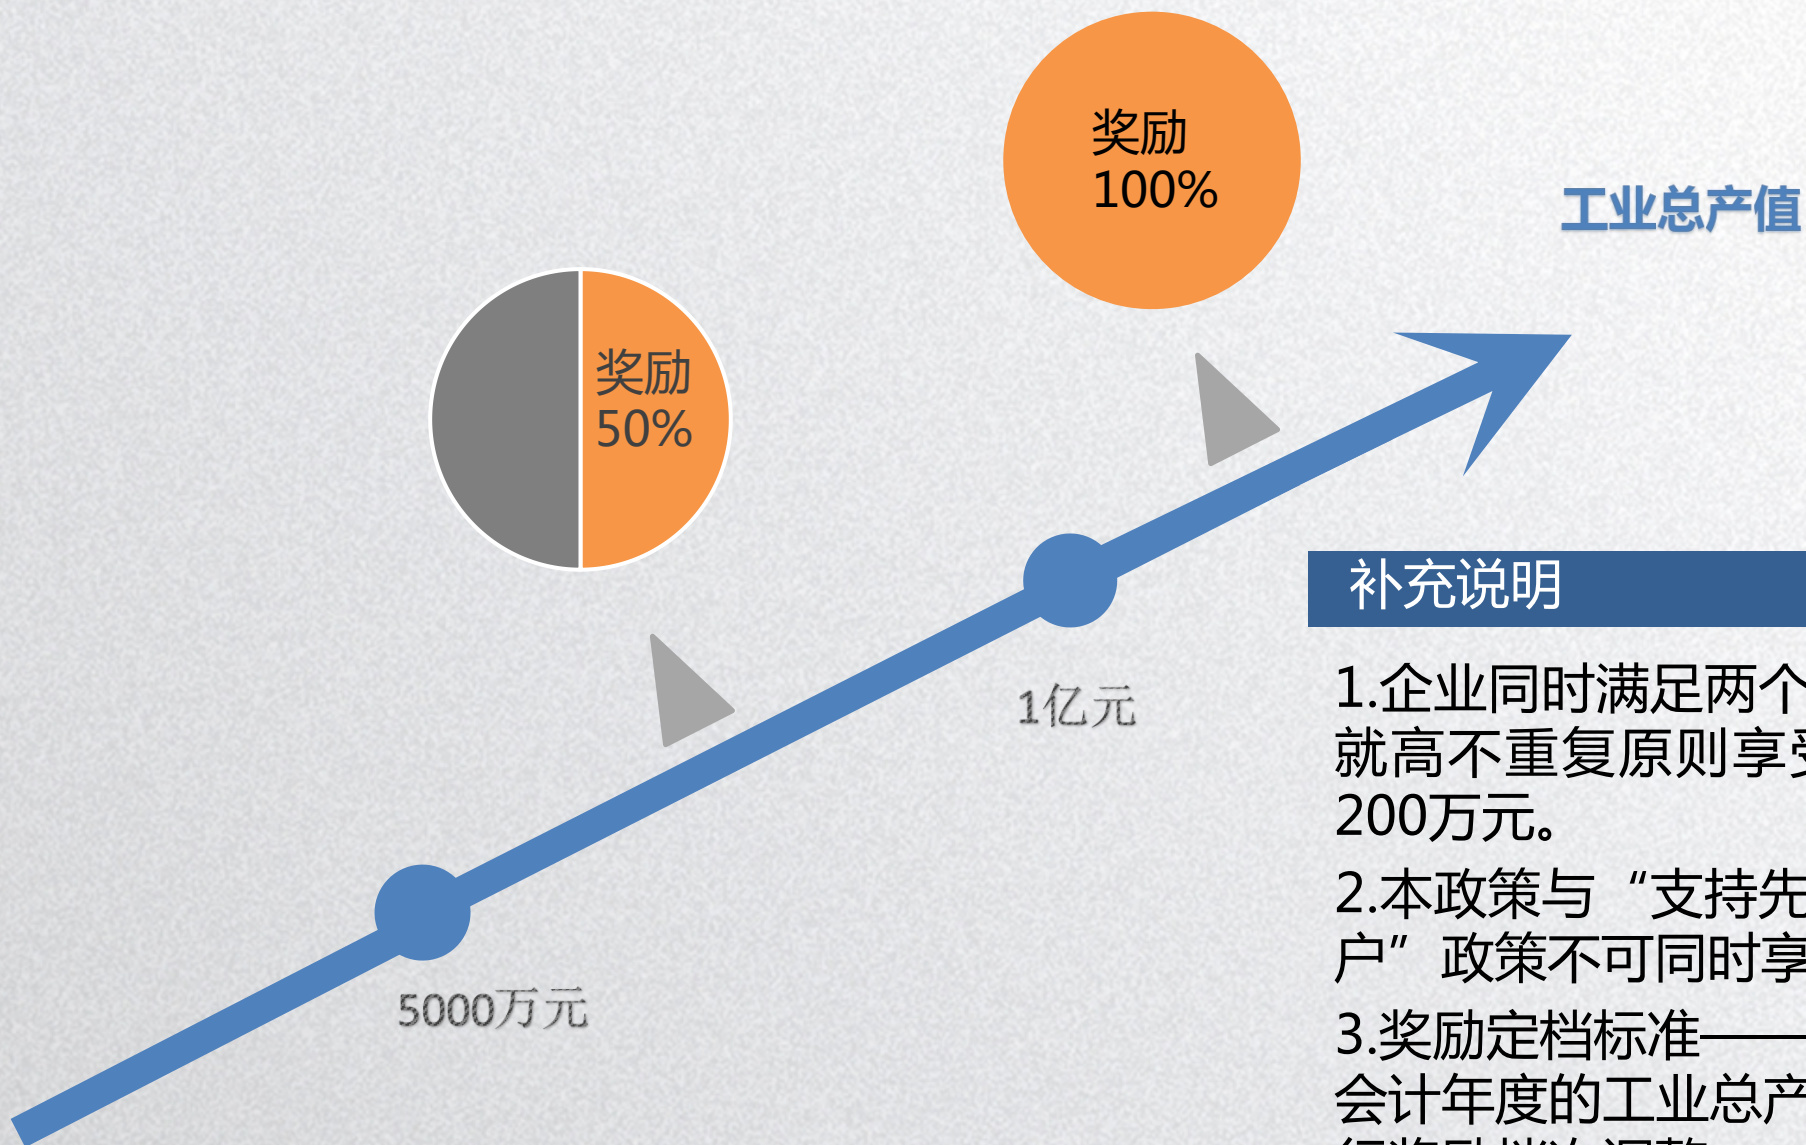 奖励
100%
工业总产值
奖励
50%
补充说明
1亿元
1.企业同时满足两个
就高不重复原则享
200万元。
2.本政策与“支持先
5000万元
户”政策不可同时享
3.奖励定档标准——
会计年度的工业总产